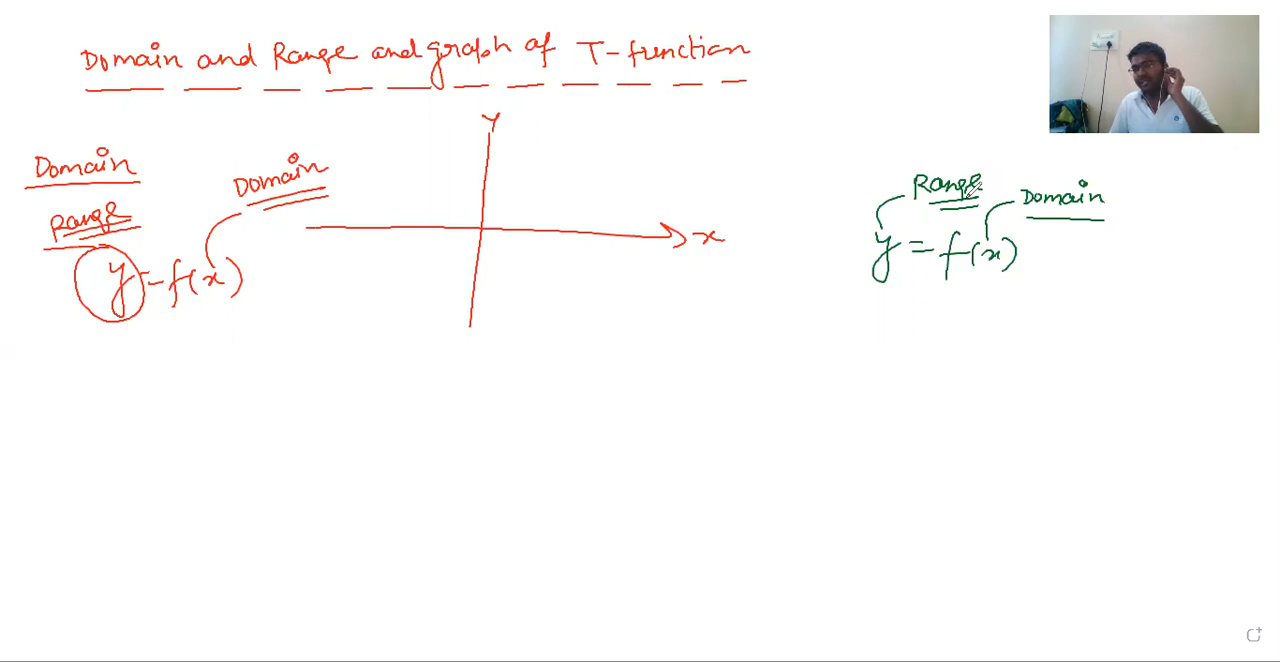 Domain and Range and graph of T-function
Y
Domain
Domain
Range
y = f(x)
x
Range
Domain
y = f(x)